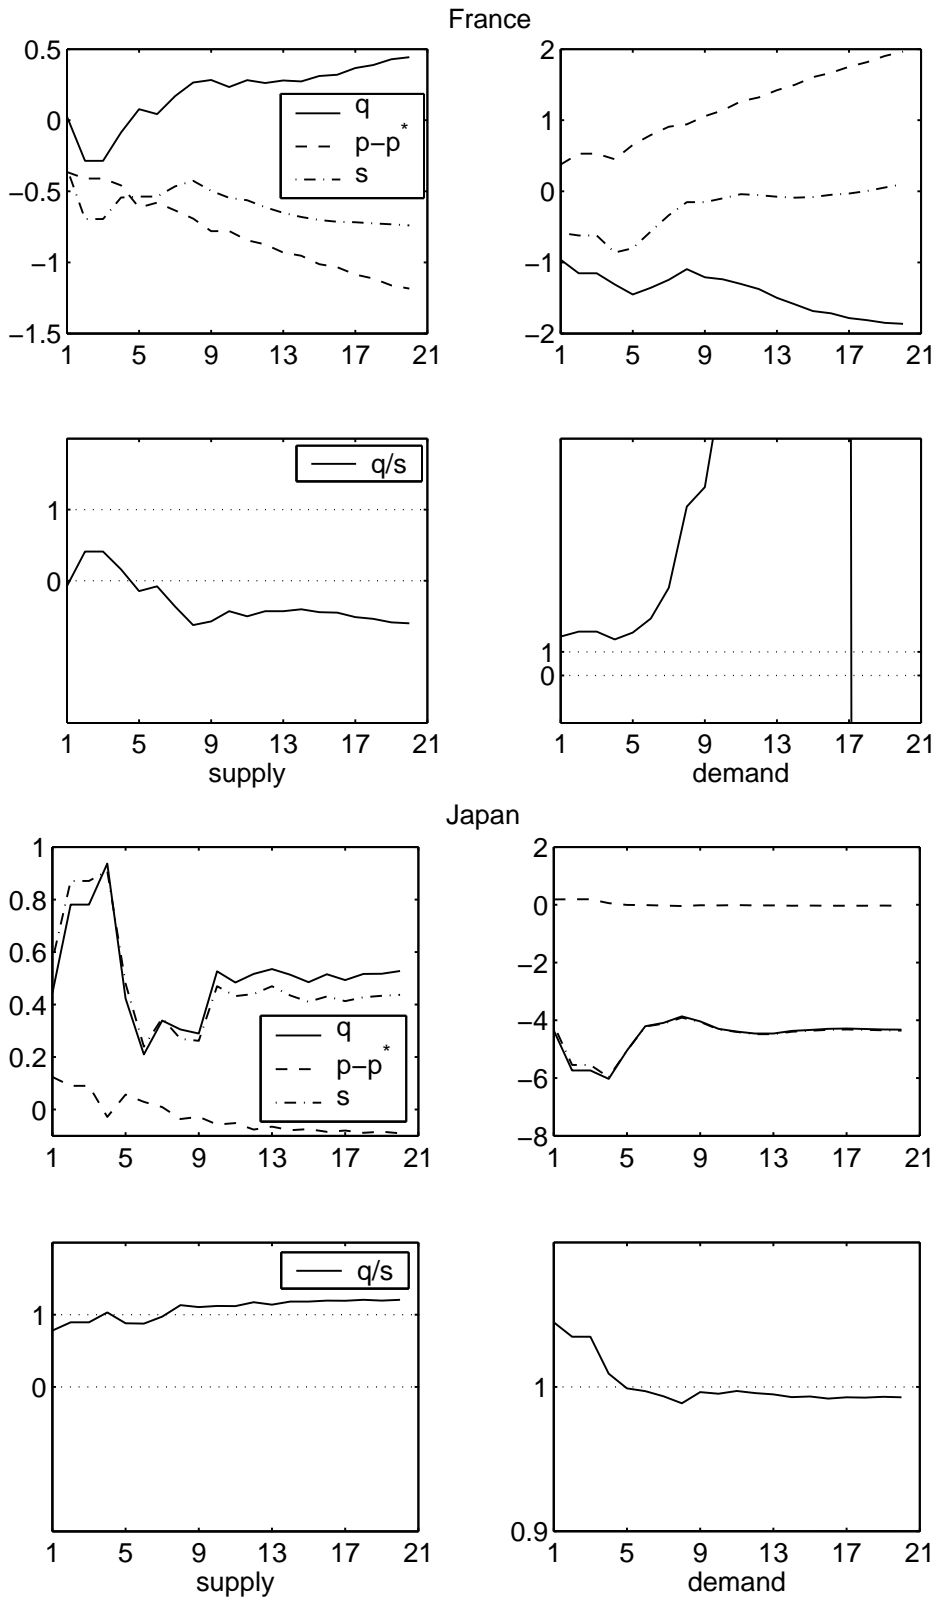 France
0.5
0
−0.5
−1
−1.5
1 5 9 13 17 21
q
p−p*
s
2
1
0
−1
−2
1 5 9 13 17 21
1
0
q/s
1 5 9 13 17 21
supply
1
0
1 5 9 13 17 21
demand
Japan
1
0.8
0.6
0.4
0.2
0
1 5 9 13 17 21
q
p−p*
s
2
0
−2
−4
−6
−8
1 5 9 13 17 21
1
0
q/s
1 5 9 13 17 21
supply
1
0.9
1 5 9 13 17 21
demand